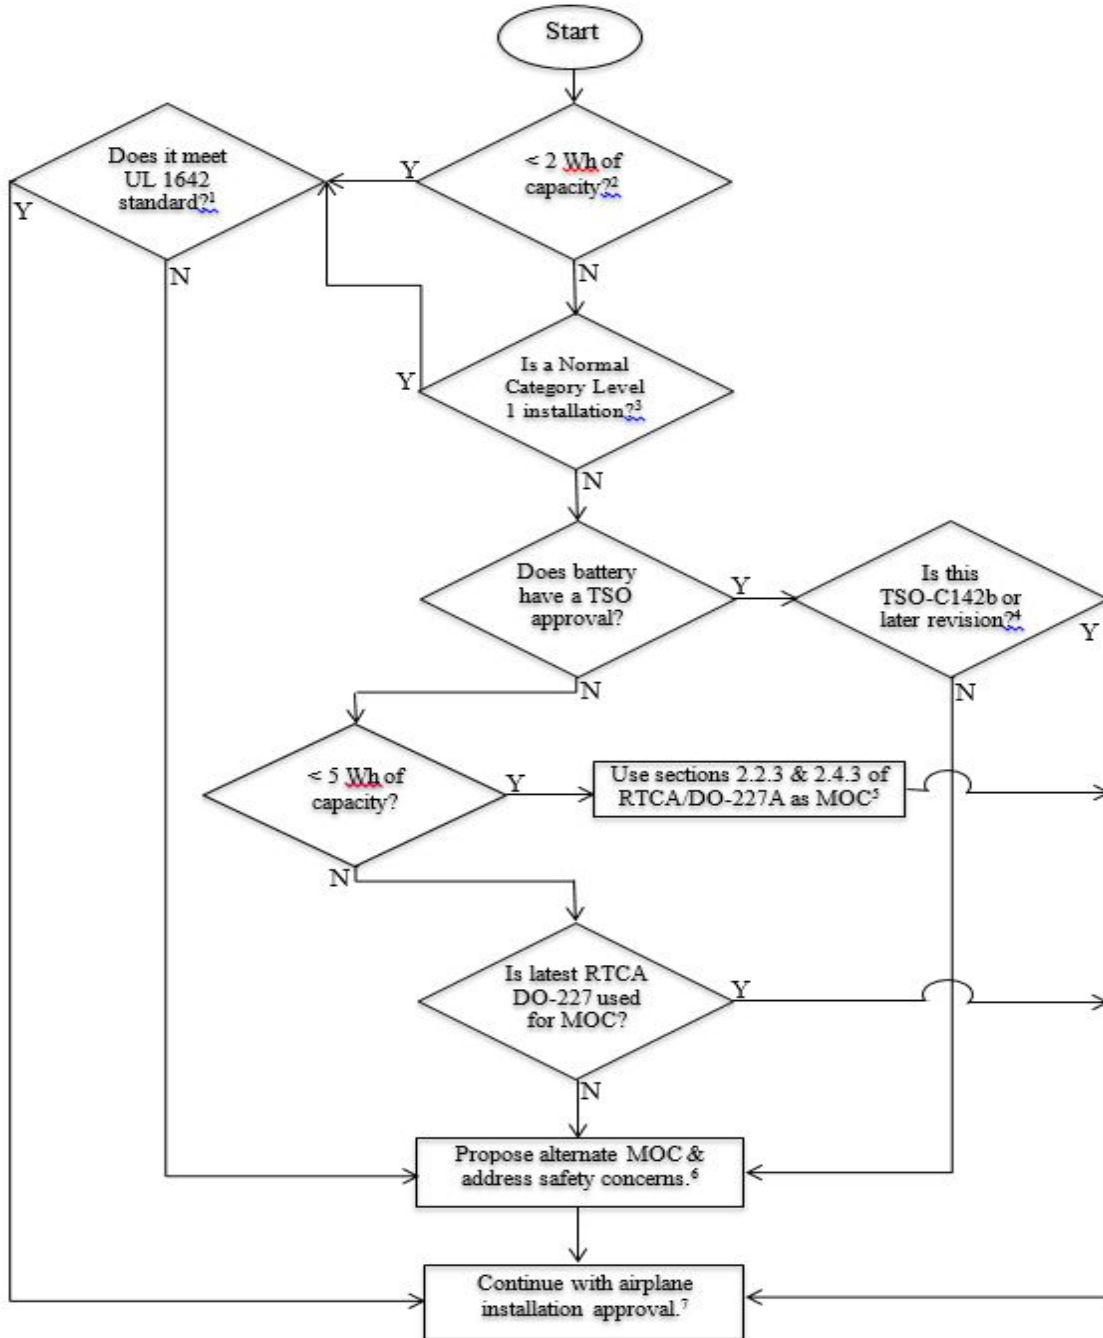 Start
< 2 Wh of
capacity?²
Y
N
Does it meet
UL 1642
standard?¹
Y
N
Is a Normal
Category Level
1 installation?³
Y
N
Does battery
have a TSO
approval?
Y
N
Is this
TSO-C142b or
later revision?⁴
Y
N
< 5 Wh of
capacity?
Y
N
Use sections 2.2.3 & 2.4.3 of
RTCA/DO-227A as MOC⁵
Is latest RTCA
DO-227 used
for MOC?
Y
N
Propose alternate MOC &
address safety concerns.⁶
Continue with airplane
installation approval.⁷